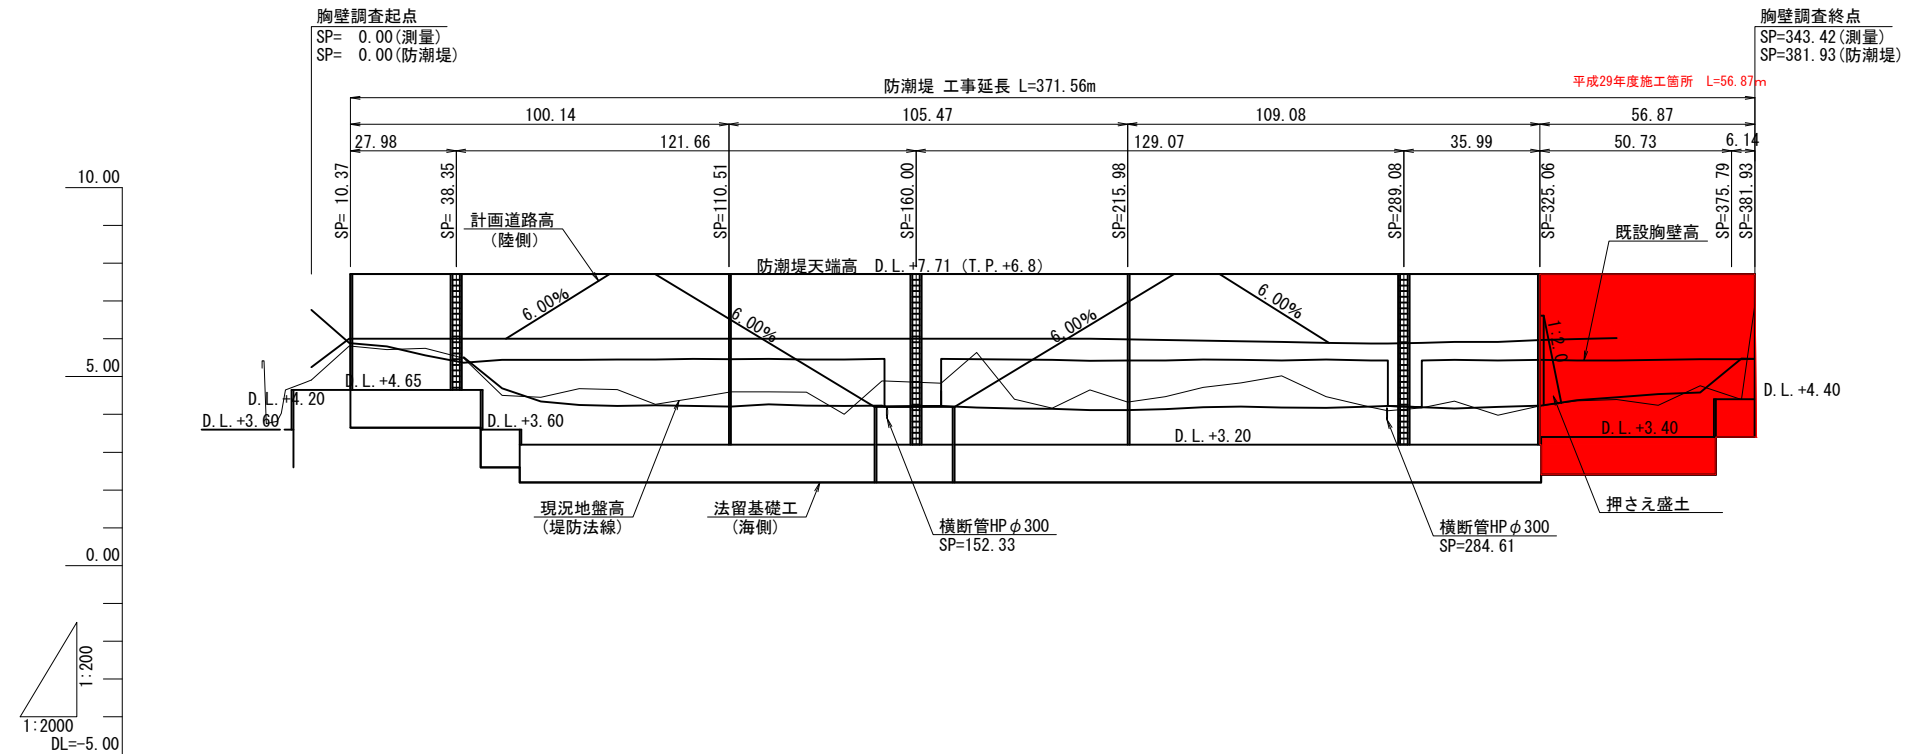 胸壁調査起点
SP= 0.00(測量)
SP= 0.00(防潮堤)
胸壁調査終点
SP=343.42(測量)
SP=381.93(防潮堤)
防潮堤 工事延長 L=371.56m
平成29年度施工箇所 L=56.87m
100.14
105.47
109.08
56.87
27.98
121.66
129.07
35.99
50.73
6.14
SP= 10.37
SP= 38.35
SP=110.51
SP=160.00
SP=215.98
SP=289.08
SP=325.06
SP=375.79
SP=381.93
10.00
計画道路高
(陸側)
既設胸壁高
防潮堤天端高 D.L.+7.71 (T.P.+6.8)
6.00%
6.00%
6.00%
6.00%
1:2.0
5.00
D.L.+4.65
D.L.+4.20
D.L.+3.60
D.L.+3.60
D.L.+3.20
D.L.+3.40
D.L.+4.40
現況地盤高
(堤防法線)
法留基礎工
(海側)
横断管HPφ300
SP=152.33
横断管HPφ300
SP=284.61
押さえ盛土
0.00
1:200
1:2000
DL=-5.00